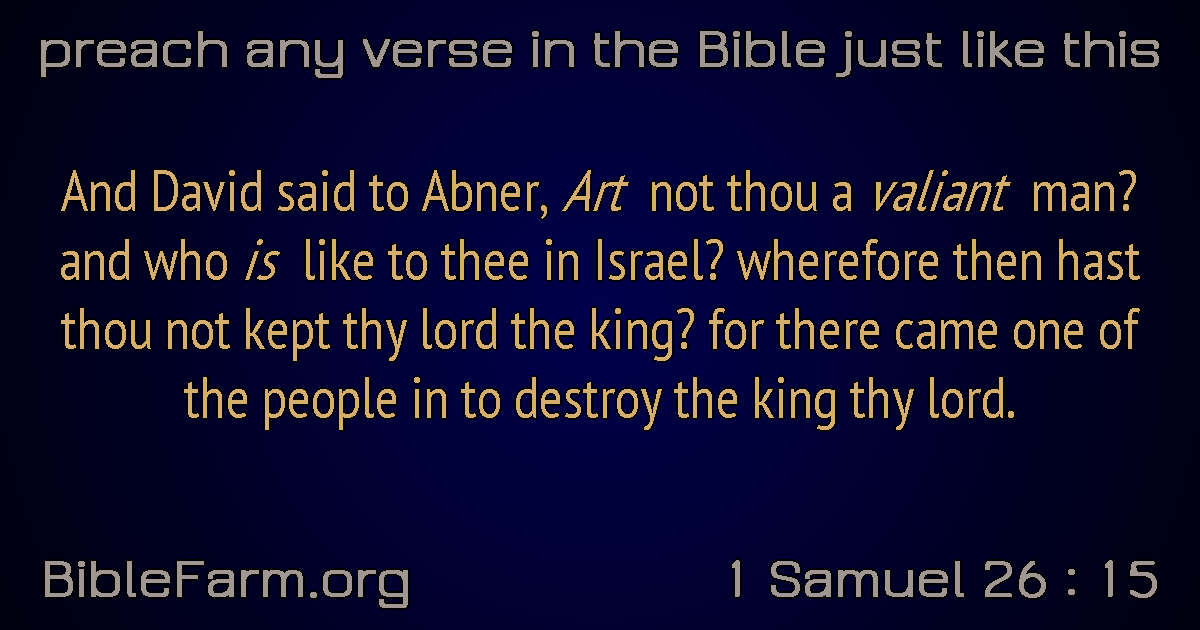 preach any verse in the Bible just like this
And David said to Abner, Art not thou a valiant man?
and who is like to thee in Israel? wherefore then hast
thou not kept thy lord the king? for there came one of
the people in to destroy the king thy lord.
BibleFarm.org
1 Samuel 26 : 15